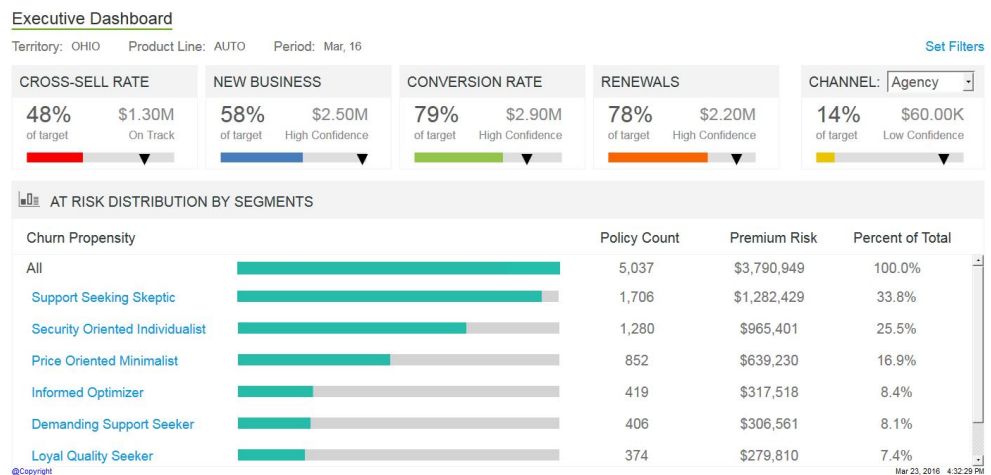 Executive Dashboard
Territory: OHIO Product Line: AUTO Period: Mar, 16 Set Filters
CROSS-SELL RATE NEW BUSINESS CONVERSION RATE RENEWALS CHANNEL: Agency
48% $1.30M 58% $2.50M 79% $2.90M 78% $2.20M 14% $60.00K
of target On Track of target High Confidence of target High Confidence of target High Confidence of target Low Confidence
AT RISK DISTRIBUTION BY SEGMENTS
Churn Propensity Policy Count Premium Risk Percent of Total
All 5,037 $3,790,949 100.0%
Support Seeking Skeptic 1,706 $1,282,429 33.8%
Security Oriented Individualist 1,280 $965,401 25.5%
Price Oriented Minimalist 852 $639,230 16.9%
Informed Optimizer 419 $317,518 8.4%
Demanding Support Seeker 406 $306,561 8.1%
Loyal Quality Seeker 374 $279,810 7.4%
@Copyright Mar 23, 2016 4:32:29 PM